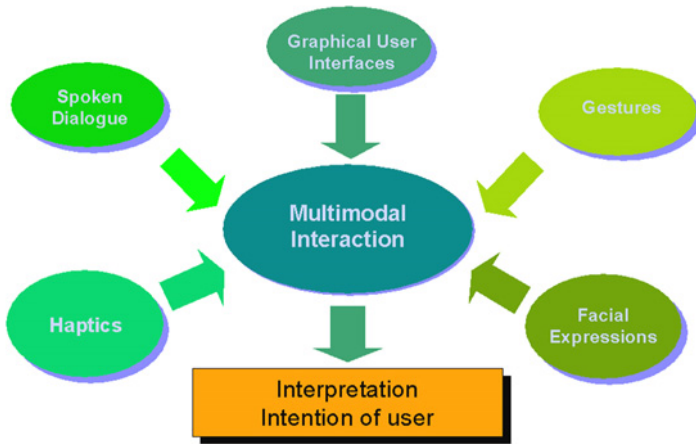 Graphical User
Interfaces
Spoken
Dialogue
Gestures
Multimodal
Interaction
Haptics
Facial
Expressions
Interpretation
Intention of user